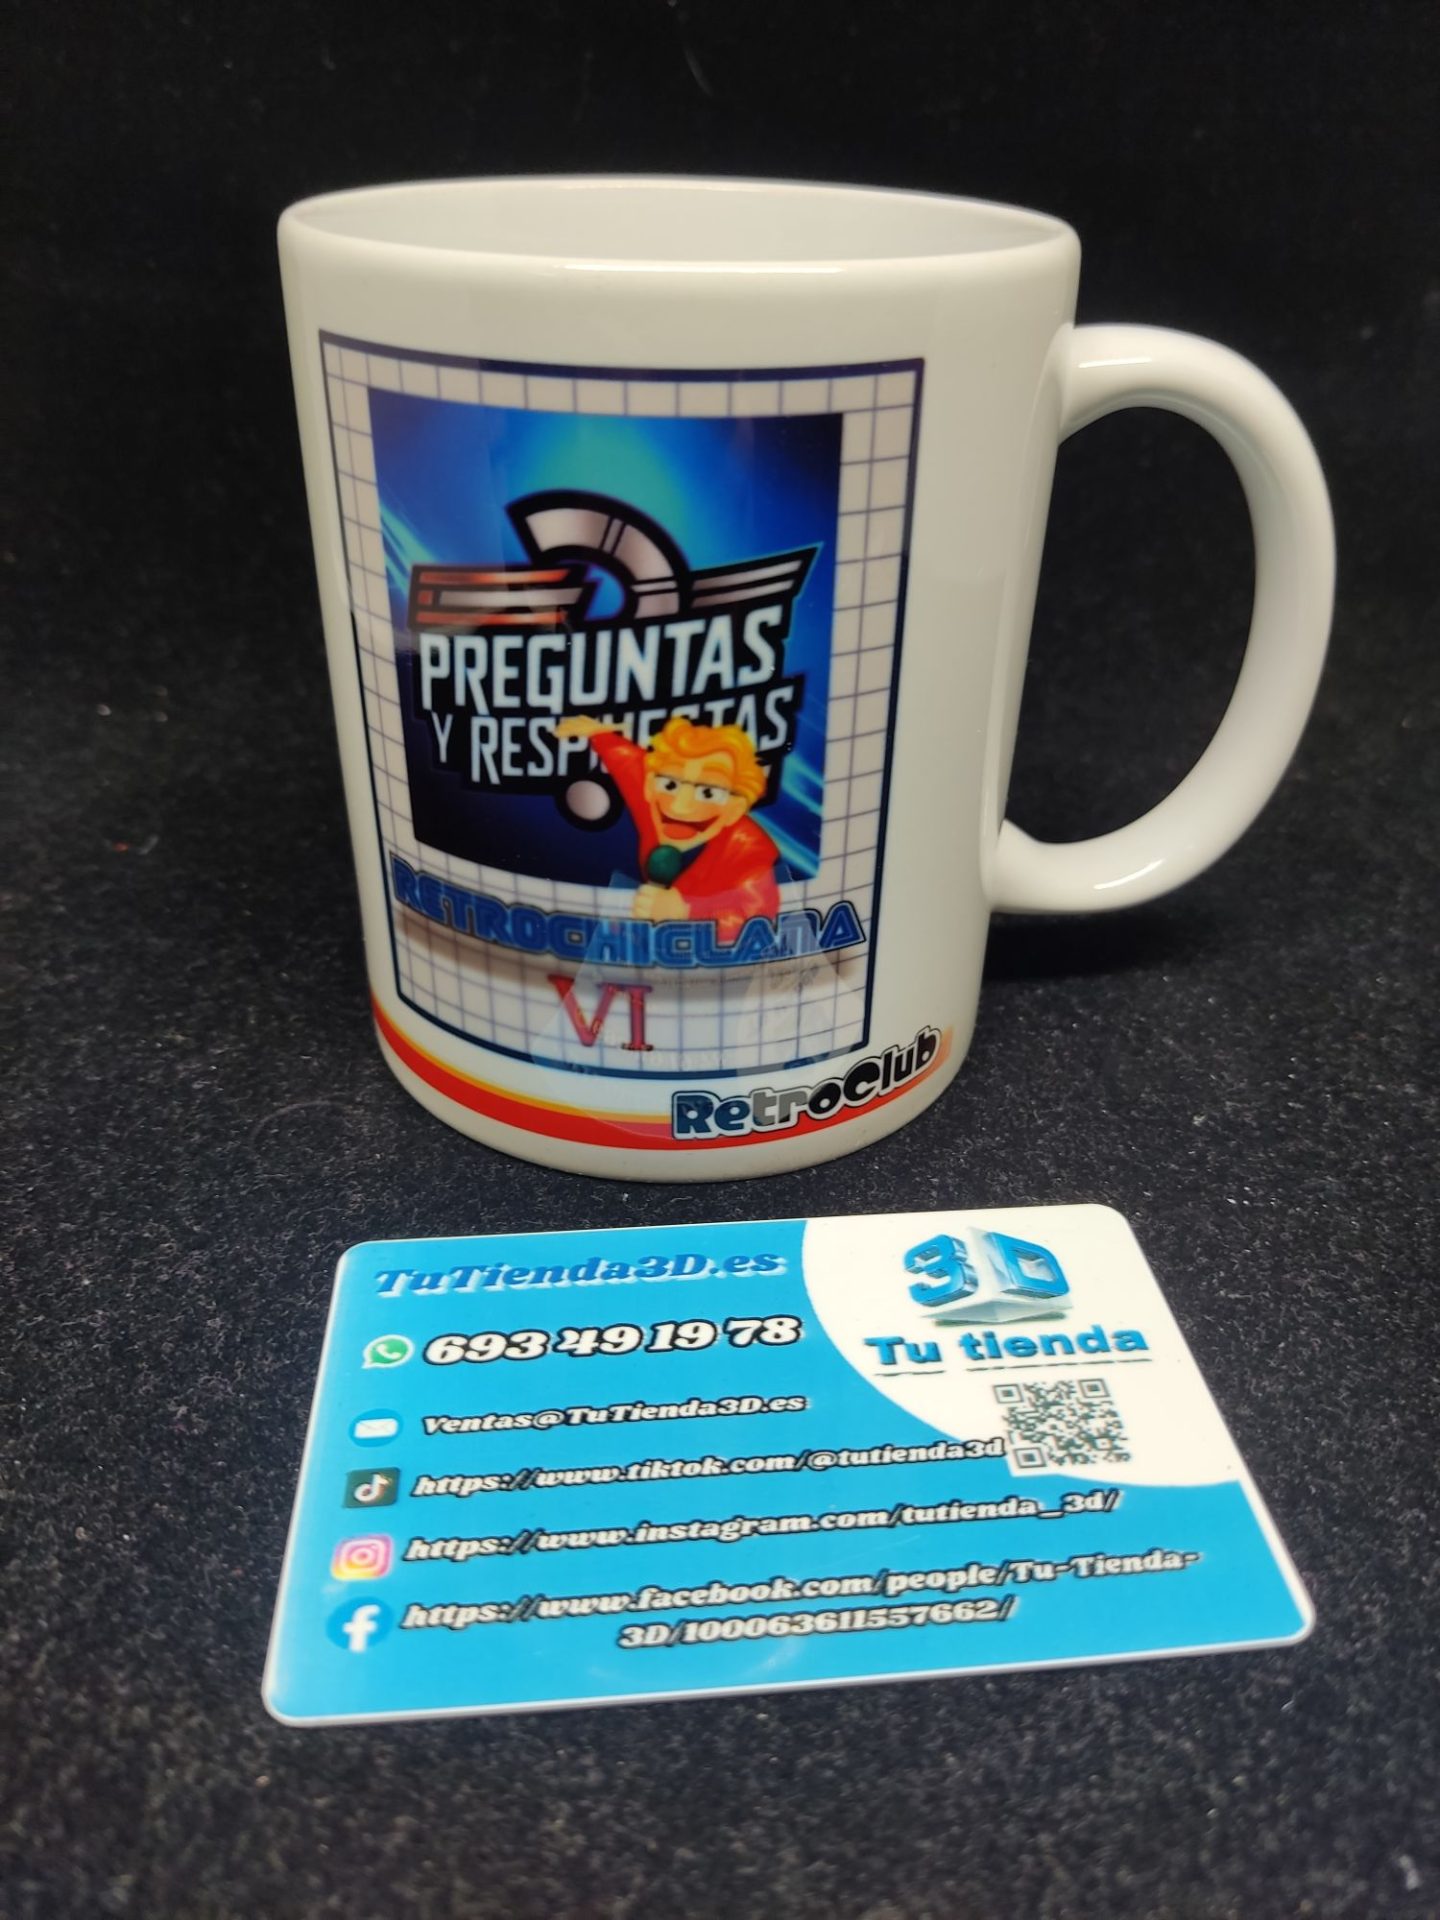 PREGUNTAS
Y RESPUESTAS
RETROCHICLANA
VI
RetroClub
TuTienda3D.es
3D
Tu tienda
693 49 19 78
Ventas@TuTienda3D.es
https://www.tiktok.com/@tutienda3d
https://www.instagram.com/tutienda_3d/
https://www.facebook.com/people/Tu-Tienda-
3D/100063611557662/